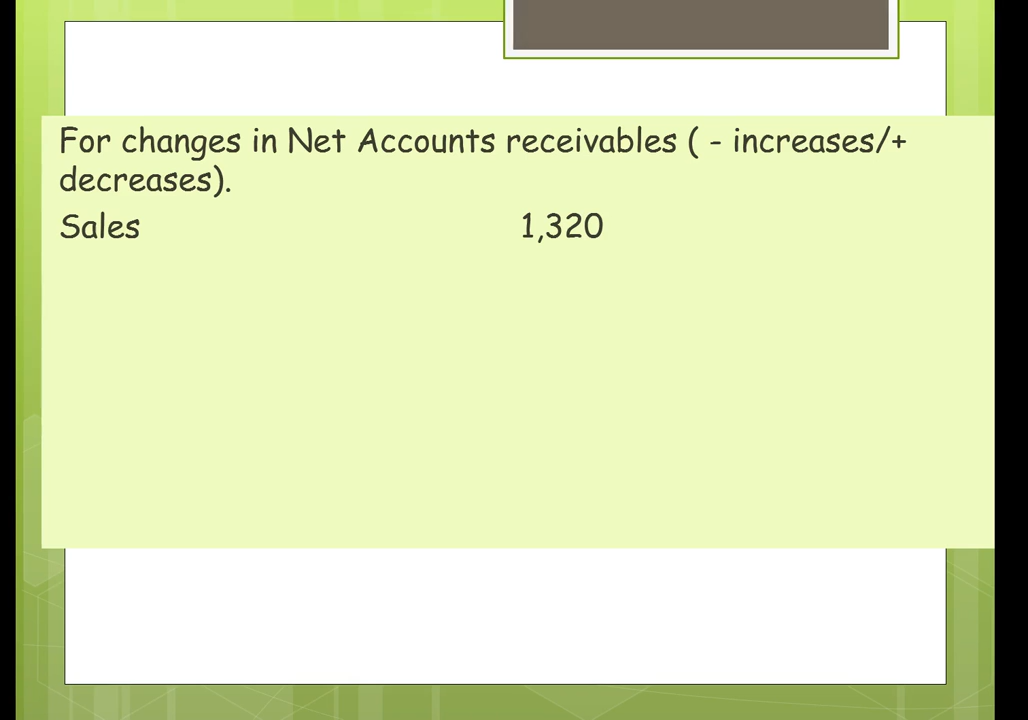 For changes in Net Accounts receivables ( - increases/+
decreases).
Sales 1,320